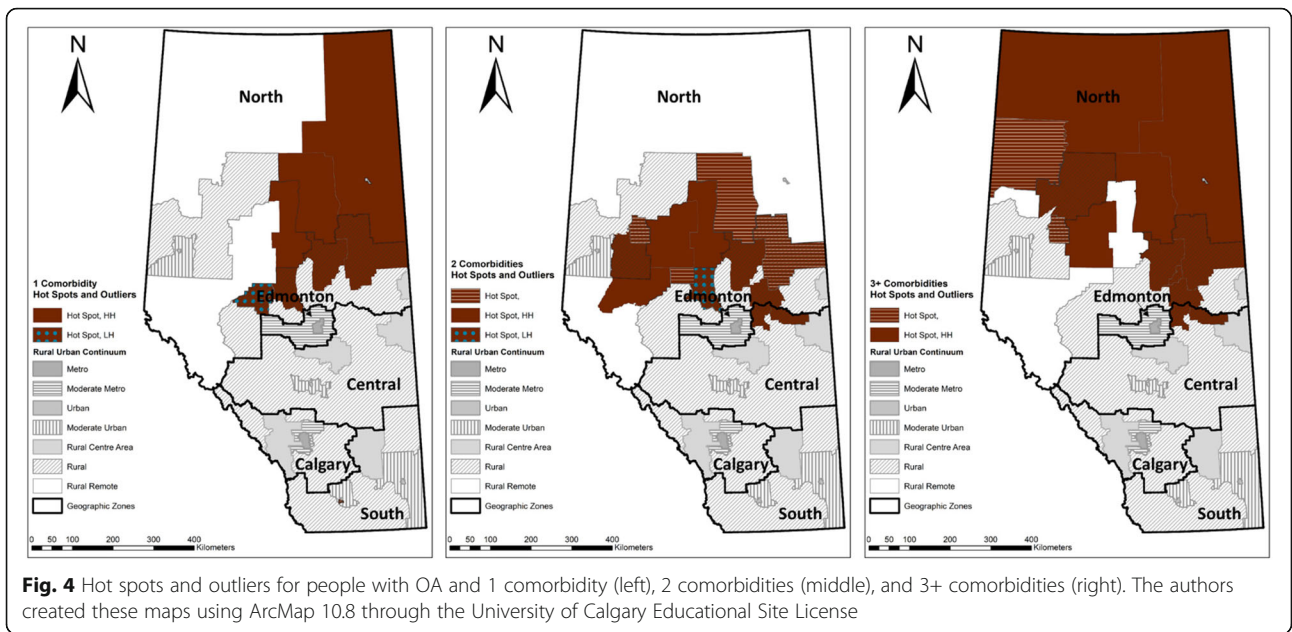 N
North
Edmonton
Central
Calgary
South
1 Comorbidity
Hot Spots and Outliers
Hot Spot, HH
Hot Spot, LH
Rural Urban Continuum
Metro
Moderate Metro
Urban
Moderate Urban
Rural Centre Area
Rural
Rural Remote
Geographic Zones
0 50 100 200 300 400
Kilometers
N
North
Edmonton
Central
Calgary
South
2 Comorbidities
Hot Spots and Outliers
Hot Spot,
Hot Spot, HH
Hot Spot, LH
Rural Urban Continuum
Metro
Moderate Metro
Urban
Moderate Urban
Rural Centre Area
Rural
Rural Remote
Geographic Zones
0 50 100 200 300 400
Kilometers
N
North
Edmonton
Central
Calgary
South
3+ Comorbidities
Hot Spots and Outliers
Hot Spot,
Hot Spot, HH
Rural Urban Continuum
Metro
Moderate Metro
Urban
Moderate Urban
Rural Centre Area
Rural
Rural Remote
Geographic Zones
0 50 100 200 300 400
Kilometers
Fig. 4 Hot spots and outliers for people with OA and 1 comorbidity (left), 2 comorbidities (middle), and 3+ comorbidities (right). The authors
created these maps using ArcMap 10.8 through the University of Calgary Educational Site License